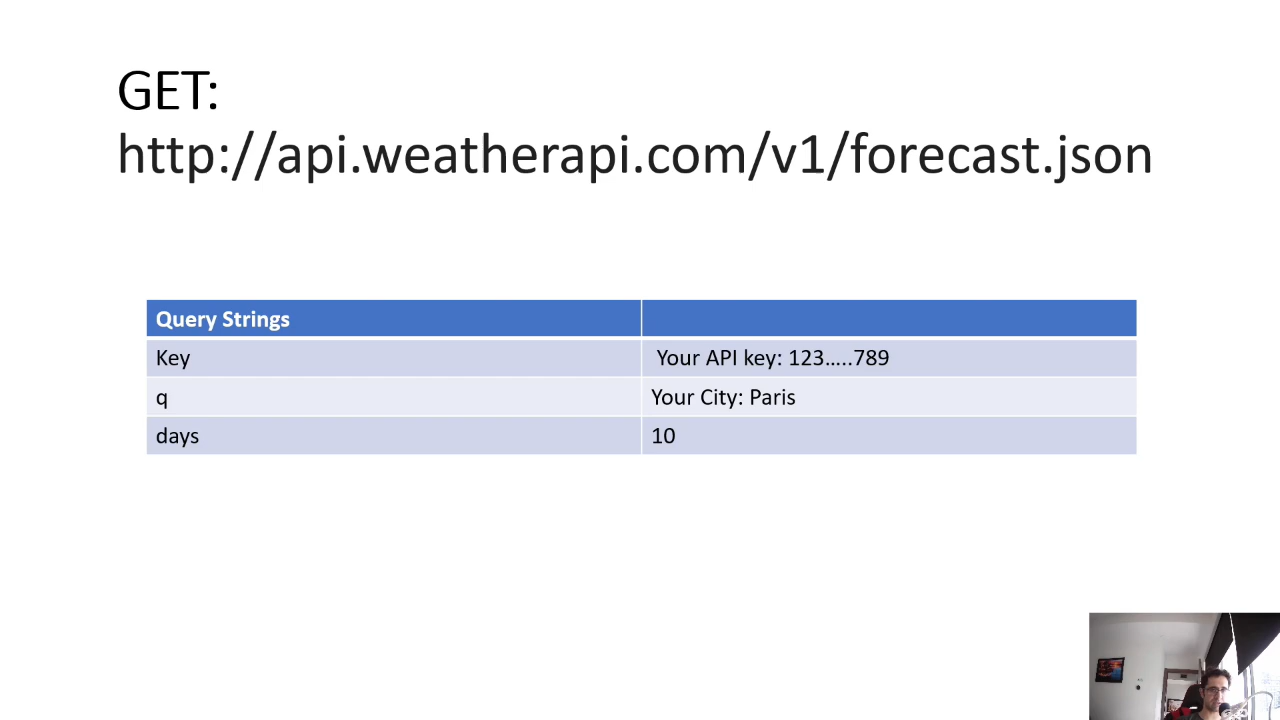 GET:
http://api.weatherapi.com/v1/forecast.json
Query Strings
Key Your API key: 123…..789
q Your City: Paris
days 10